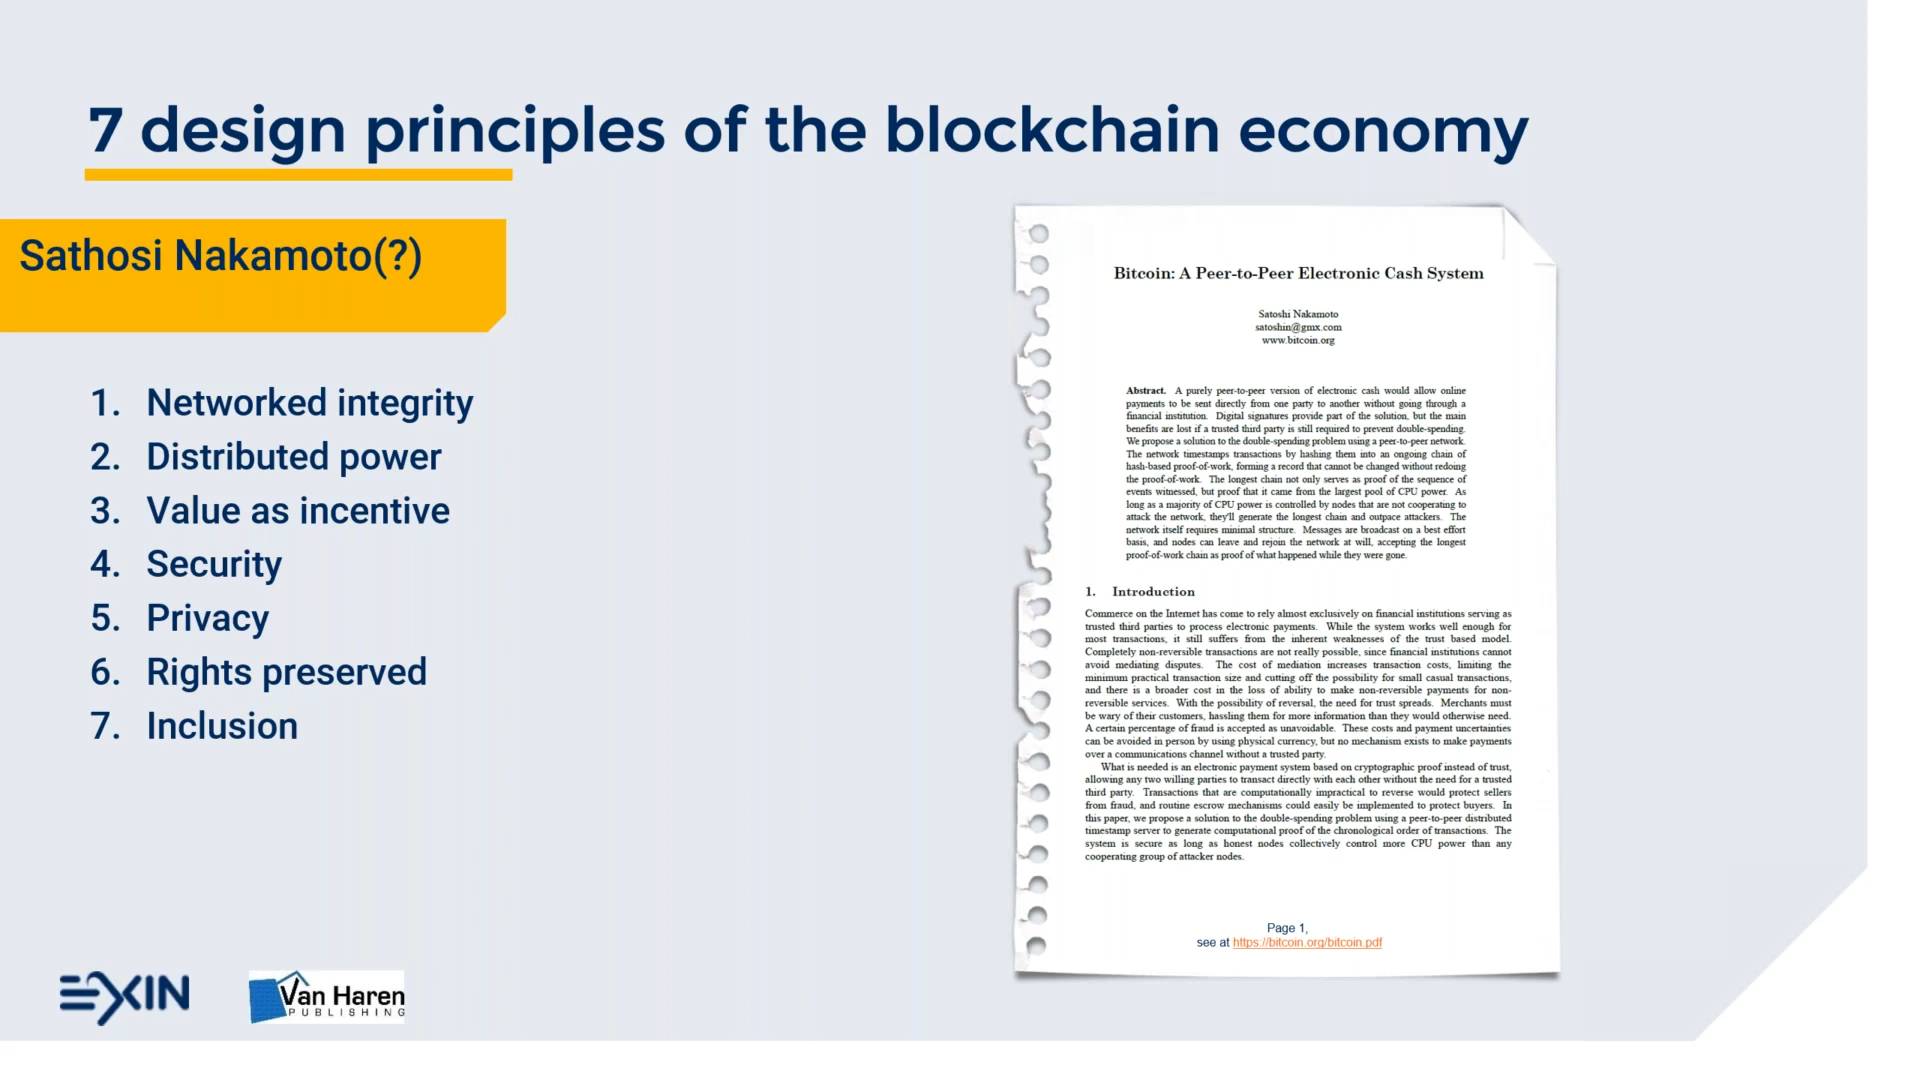 7 design principles of the blockchain economy
Sathosi Nakamoto(?)
1. Networked integrity
2. Distributed power
3. Value as incentive
4. Security
5. Privacy
6. Rights preserved
7. Inclusion
Bitcoin: A Peer-to-Peer Electronic Cash System
Satoshi Nakamoto
satoshin@gmx.com
www.bitcoin.org
Abstract. A purely peer-to-peer version of electronic cash would allow online
payments to be sent directly from one party to another without going through a
financial institution. Digital signatures provide part of the solution, but the main
benefits are lost if a trusted third party is still required to prevent double-spending.
We propose a solution to the double-spending problem using a peer-to-peer network.
The network timestamps transactions by hashing them into an ongoing chain of
hash-based proof-of-work, forming a record that cannot be changed without redoing
the proof-of-work. The longest chain not only serves as proof of the sequence of
events witnessed, but proof that it came from the largest pool of CPU power. As
long as a majority of CPU power is controlled by nodes that are not cooperating to
attack the network, they'll generate the longest chain and outpace attackers. The
network itself requires minimal structure. Messages are broadcast on a best effort
basis, and nodes can leave and rejoin the network at will, accepting the longest
proof-of-work chain as proof of what happened while they were gone.
1. Introduction
Commerce on the Internet has come to rely almost exclusively on financial institutions serving as
trusted third parties to process electronic payments. While the system works well enough for
most transactions, it still suffers from the inherent weaknesses of the trust based model.
Completely non-reversible transactions are not really possible, since financial institutions cannot
avoid mediating disputes. The cost of mediation increases transaction costs, limiting the
minimum practical transaction size and cutting off the possibility for small casual transactions,
and there is a broader cost in the loss of ability to make non-reversible payments for non-
reversible services. With the possibility of reversal, the need for trust spreads. Merchants must
be wary of their customers, hassling them for more information than they would otherwise need.
A certain percentage of fraud is accepted as unavoidable. These costs and payment uncertainties
can be avoided in person by using physical currency, but no mechanism exists to make payments
over a communications channel without a trusted party.
What is needed is an electronic payment system based on cryptographic proof instead of trust,
allowing any two willing parties to transact directly with each other without the need for a trusted
third party. Transactions that are computationally impractical to reverse would protect sellers
from fraud, and routine escrow mechanisms could easily be implemented to protect buyers. In
this paper, we propose a solution to the double-spending problem using a peer-to-peer distributed
timestamp server to generate computational proof of the chronological order of transactions. The
system is secure as long as honest nodes collectively control more CPU power than any
cooperating group of attacker nodes.
Page 1,
see at https://bitcoin.org/bitcoin.pdf
EXIN
Van Haren
PUBLISHING